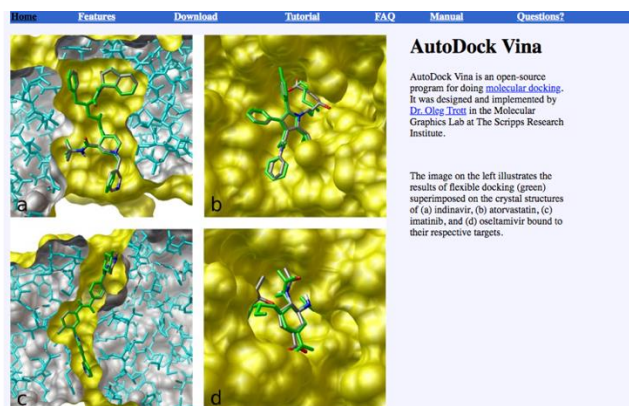 Home Features Download Tutorial FAQ Manual Questions?
AutoDock Vina
AutoDock Vina is an open-source
program for doing molecular docking.
It was designed and implemented by
Dr. Oleg Trott in the Molecular
Graphics Lab at The Scripps Research
Institute.
The image on the left illustrates the
results of flexible docking (green)
superimposed on the crystal structures
of (a) indinavir, (b) atorvastatin, (c)
imatinib, and (d) oseltamivir bound to
their respective targets.
a b
c d